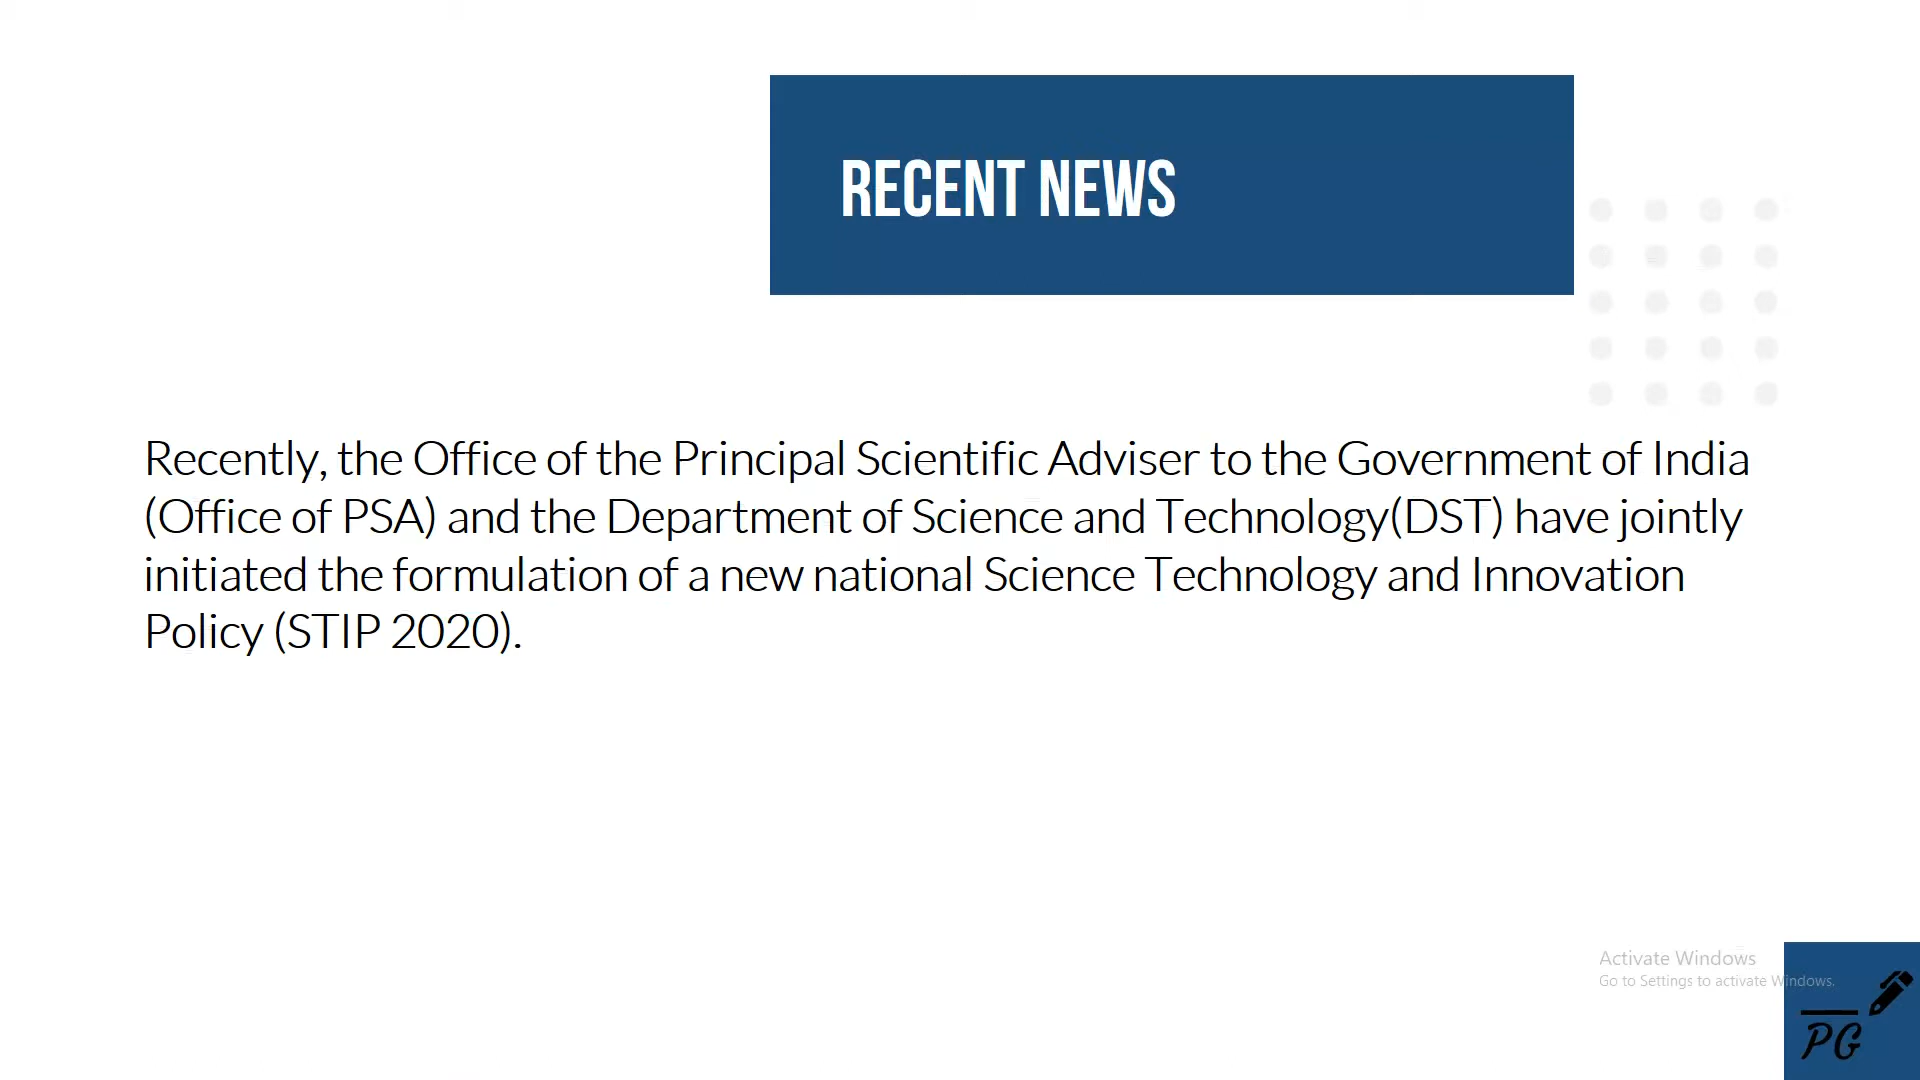 RECENT NEWS
Recently, the Office of the Principal Scientific Adviser to the Government of India
(Office of PSA) and the Department of Science and Technology(DST) have jointly
initiated the formulation of a new national Science Technology and Innovation
Policy (STIP 2020).
Activate Windows
Go to Settings to activate Windows.
PG